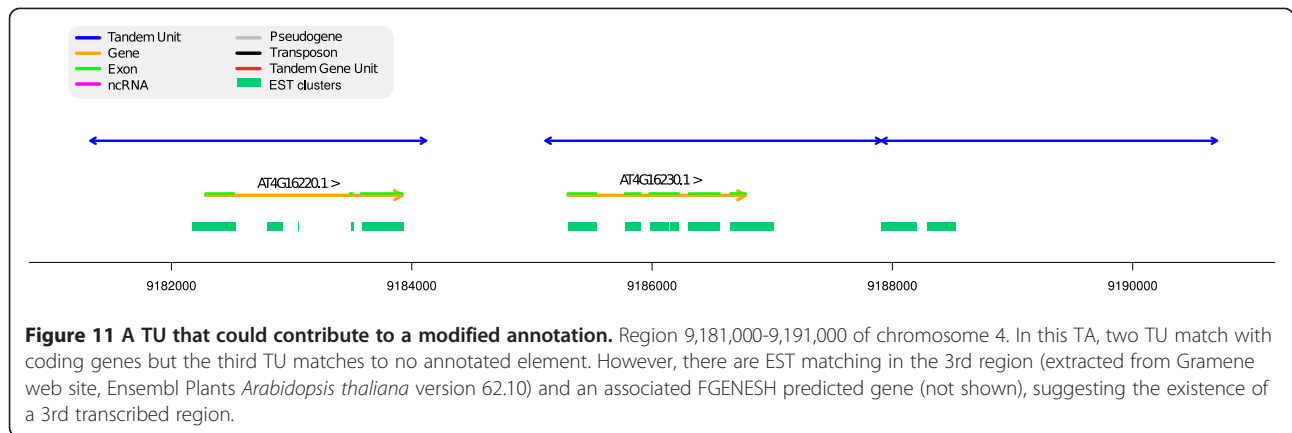 Tandem Unit
Gene
Exon
ncRNA
Pseudogene
Transposon
Tandem Gene Unit
EST clusters
AT4G16220.1 >
AT4G16230.1 >
9182000
9184000
9186000
9188000
9190000
Figure 11 A TU that could contribute to a modified annotation. Region 9,181,000-9,191,000 of chromosome 4. In this TA, two TU match with
coding genes but the third TU matches to no annotated element. However, there are EST matching in the 3rd region (extracted from Gramene
web site, Ensembl Plants Arabidopsis thaliana version 62.10) and an associated FGENESH predicted gene (not shown), suggesting the existence of
a 3rd transcribed region.